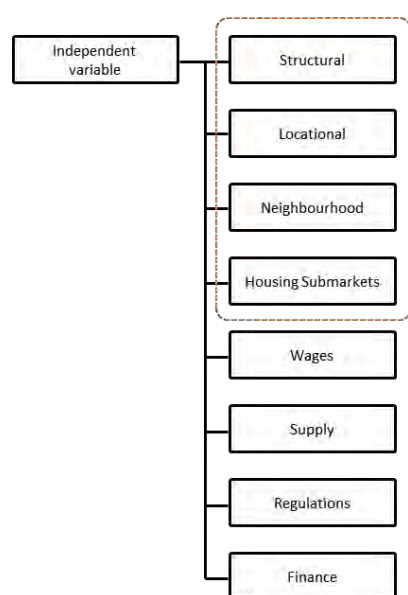 Independent
variable
Structural
Locational
Neighbourhood
Housing Submarkets
Wages
Supply
Regulations
Finance